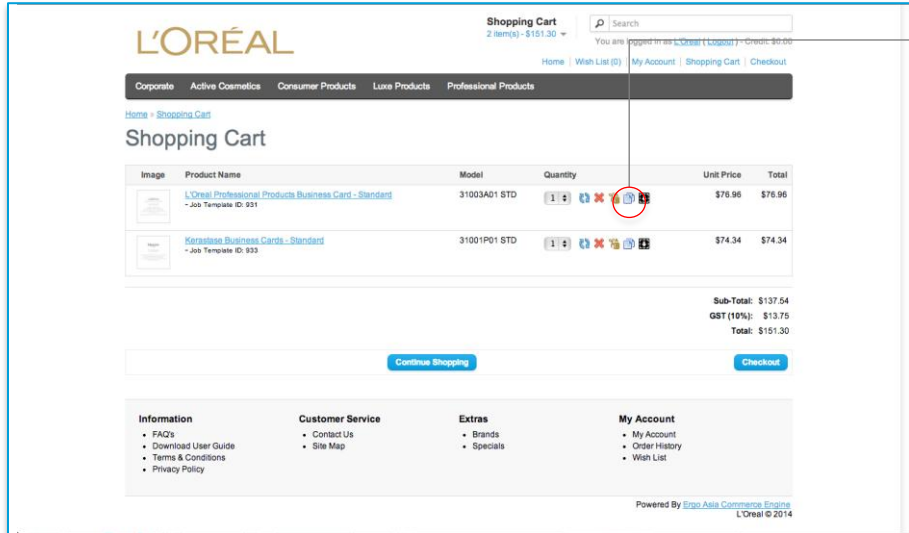 L'ORÉAL
Shopping Cart
2 item(s) - $151.30
Search
You are logged in as L'Oreal ( Logout ) - Credit: $0.00
Home | Wish List (0) | My Account | Shopping Cart | Checkout
Corporate Active Cosmetics Consumer Products Luxe Products Professional Products
Home » Shopping Cart
Shopping Cart
Image Product Name Model Quantity Unit Price Total
L'Oreal Professional Products Business Card - Standard 31003A01 STD 1 $76.96 $76.96
- Job Template ID: 931
Kerastase Business Cards - Standard 31001P01 STD 1 $74.34 $74.34
- Job Template ID: 933
Sub-Total: $137.54
GST (10%): $13.75
Total: $151.30
Continue Shopping Checkout
Information Customer Service Extras My Account
• FAQ's • Contact Us • Brands • My Account
• Download User Guide • Site Map • Specials • Order History
• Terms & Conditions • Wish List
• Privacy Policy
Powered By Ergo Asia Commerce Engine
L'Oreal © 2014